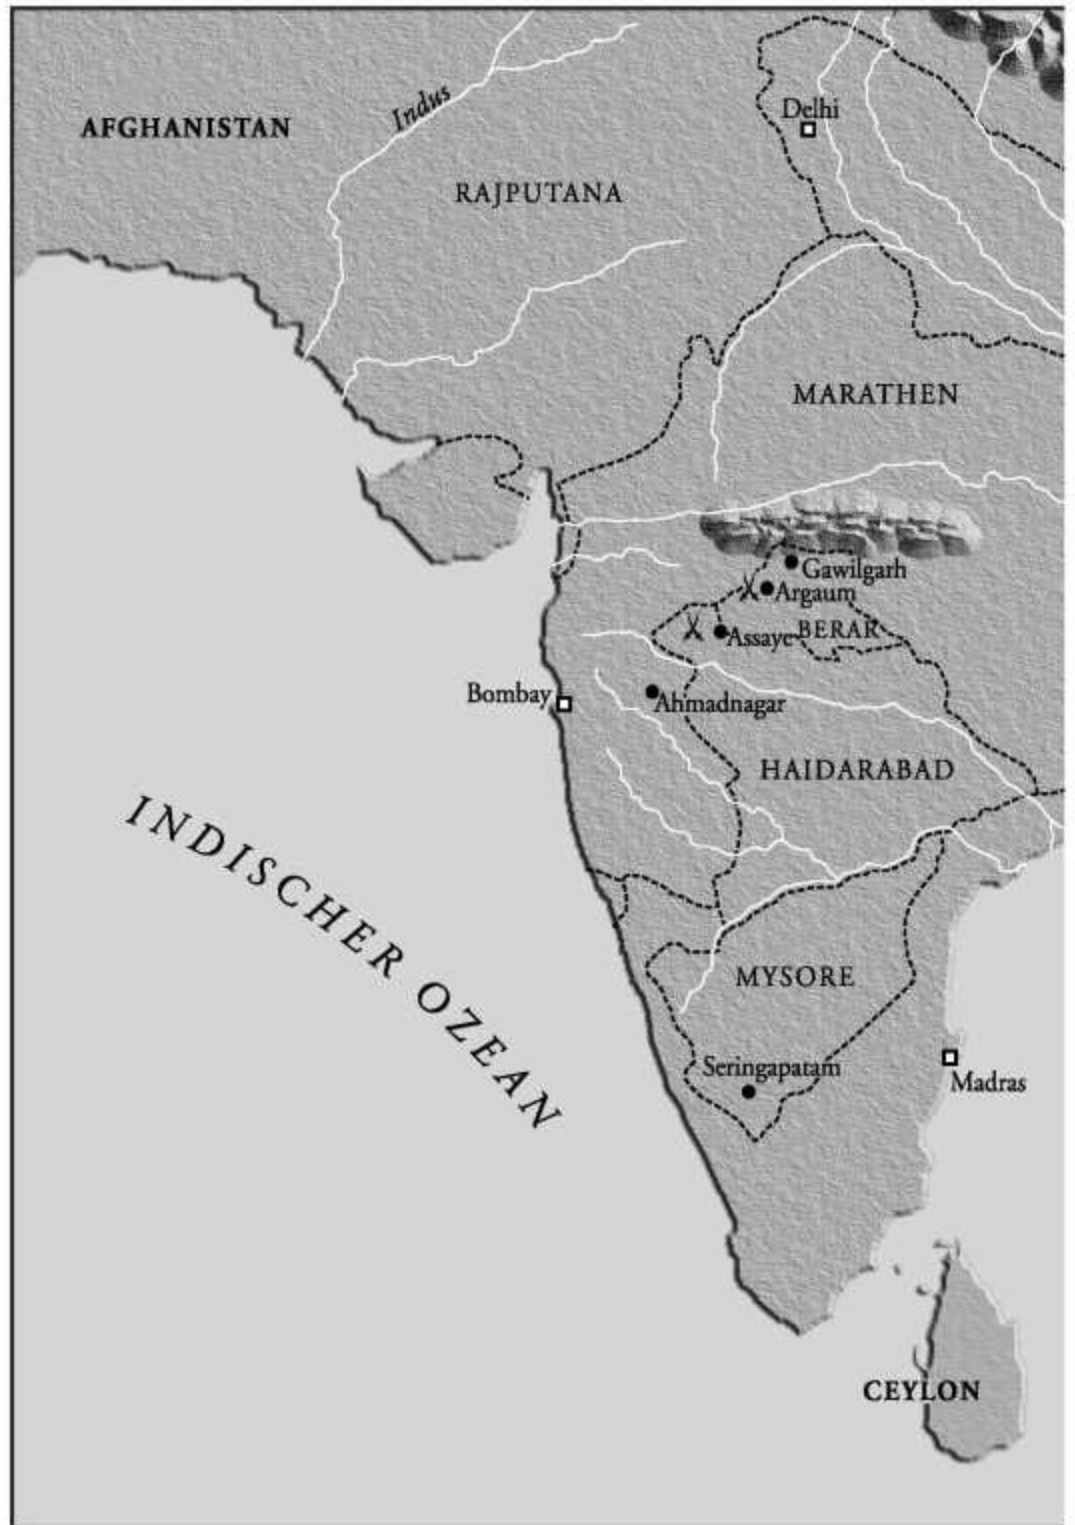 Delhi
Indus
AFGHANISTAN
RAJPUTANA
MARATHEN
Gawilgarh
Argaum
Assaye
BERAR
Bombay
Ahmadnagar
HAIDARABAD
INDISCHER OZEAN
MYSORE
Seringapatam
Madras
CEYLON